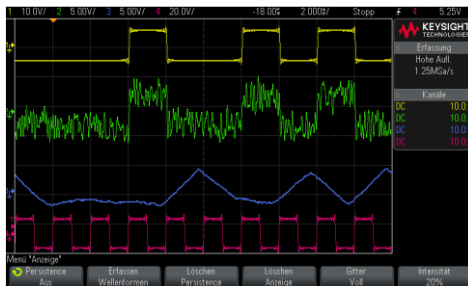 1 10.0V/ 2 5.00V/ 3 5.00V/ 4 20.0V/ -18.00s 2.000s/ Stopp 4 5.25V
KEYSIGHT
TECHNOLOGIES
Erfassung
Hohe Aufl.
1.25MSa/s
Kanäle
DC 10.0:
DC 10.0:
DC 10.0:
DC 10.0:
Menü "Anzeige"
Persistence Erfassen Löschen Löschen Gitter Intensität
Aus Wellenformen Persistence Anzeige Voll 20%